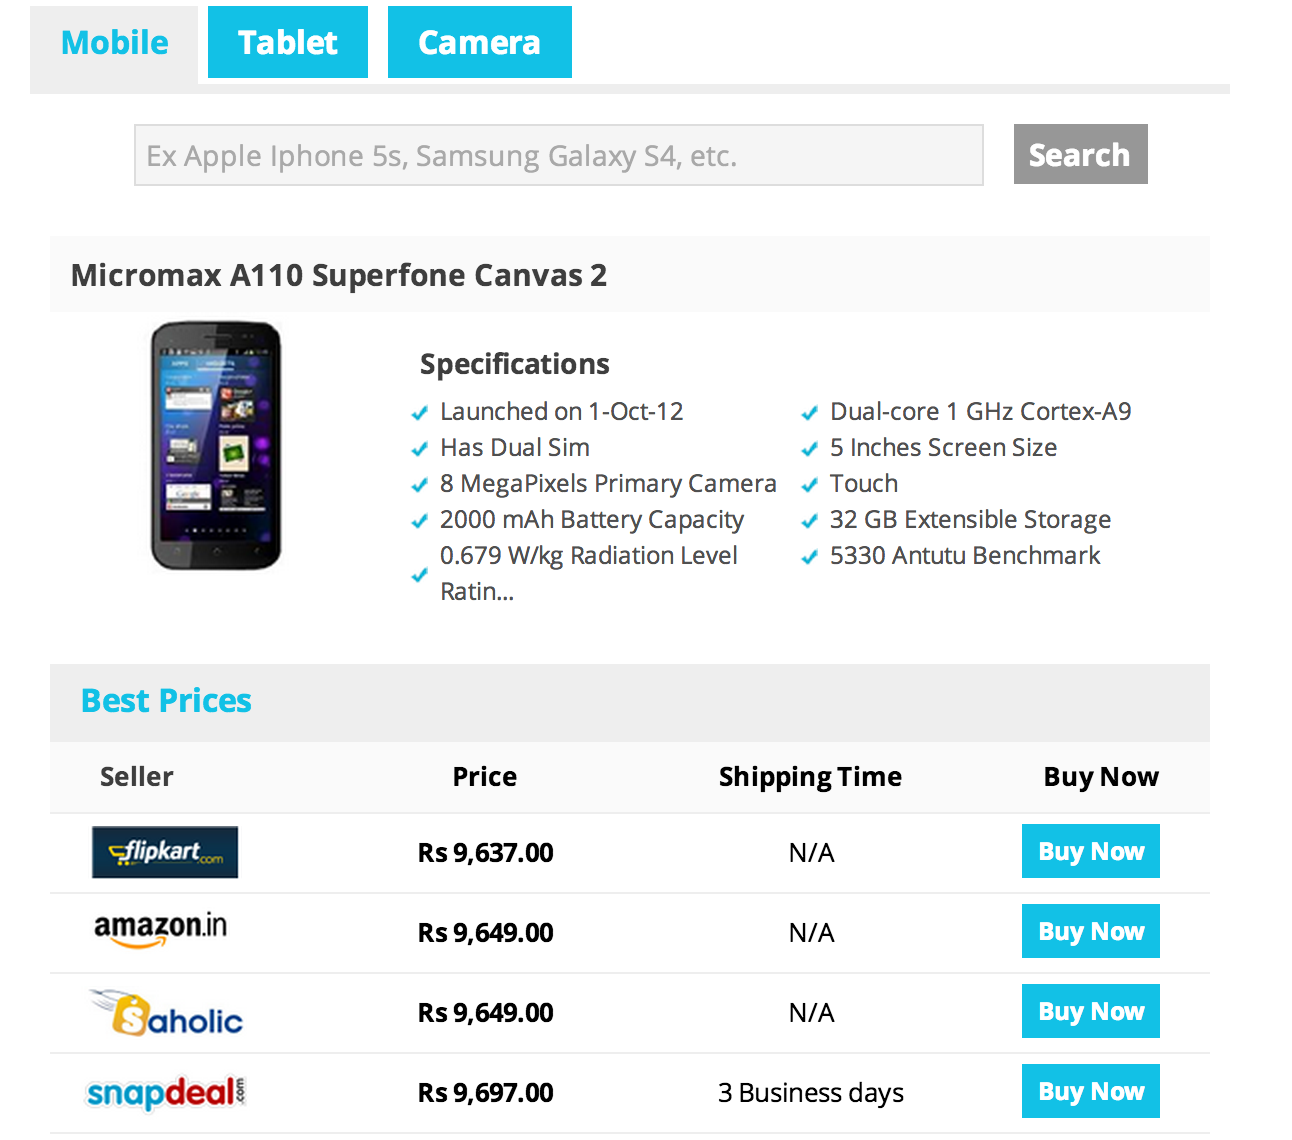 Mobile Tablet Camera
Ex Apple Iphone 5s, Samsung Galaxy S4, etc. Search
Micromax A110 Superfone Canvas 2
Specifications
Launched on 1-Oct-12
Has Dual Sim
8 MegaPixels Primary Camera
2000 mAh Battery Capacity
0.679 W/kg Radiation Level
Ratin...
Dual-core 1 GHz Cortex-A9
5 Inches Screen Size
Touch
32 GB Extensible Storage
5330 Antutu Benchmark
Best Prices
Seller Price Shipping Time Buy Now
flipkart.com Rs 9,637.00 N/A Buy Now
amazon.in Rs 9,649.00 N/A Buy Now
Saholic Rs 9,649.00 N/A Buy Now
snapdeal.com Rs 9,697.00 3 Business days Buy Now